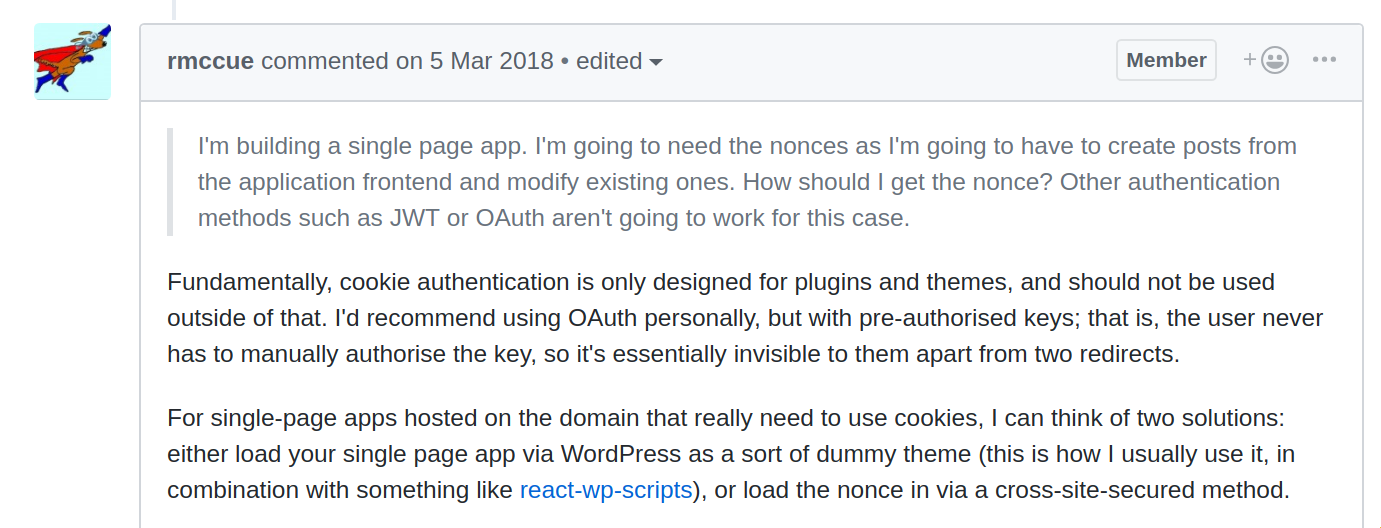 rmccue commented on 5 Mar 2018 • edited
Member
I'm building a single page app. I'm going to need the nonces as I'm going to have to create posts from
the application frontend and modify existing ones. How should I get the nonce? Other authentication
methods such as JWT or OAuth aren't going to work for this case.
Fundamentally, cookie authentication is only designed for plugins and themes, and should not be used
outside of that. I'd recommend using OAuth personally, but with pre-authorised keys; that is, the user never
has to manually authorise the key, so it's essentially invisible to them apart from two redirects.
For single-page apps hosted on the domain that really need to use cookies, I can think of two solutions:
either load your single page app via WordPress as a sort of dummy theme (this is how I usually use it, in
combination with something like react-wp-scripts), or load the nonce in via a cross-site-secured method.